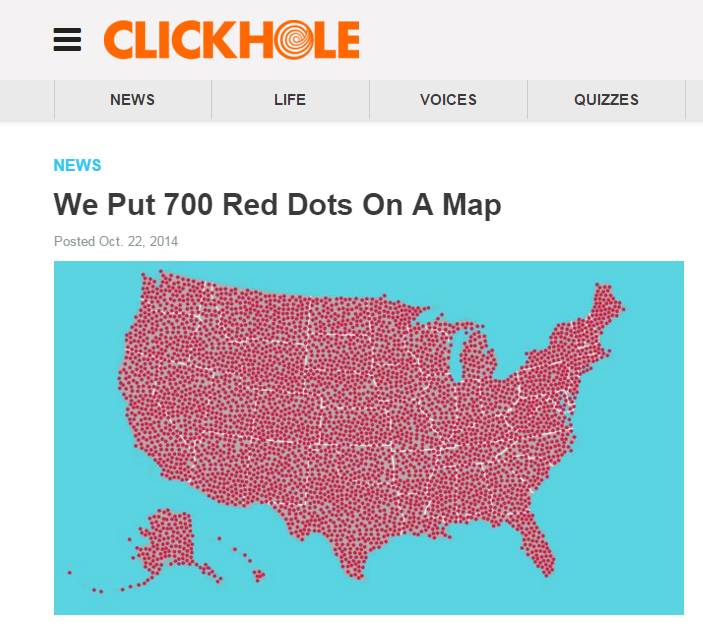 CLICKHOLE
NEWS LIFE VOICES QUIZZES
NEWS
We Put 700 Red Dots On A Map
Posted Oct. 22, 2014